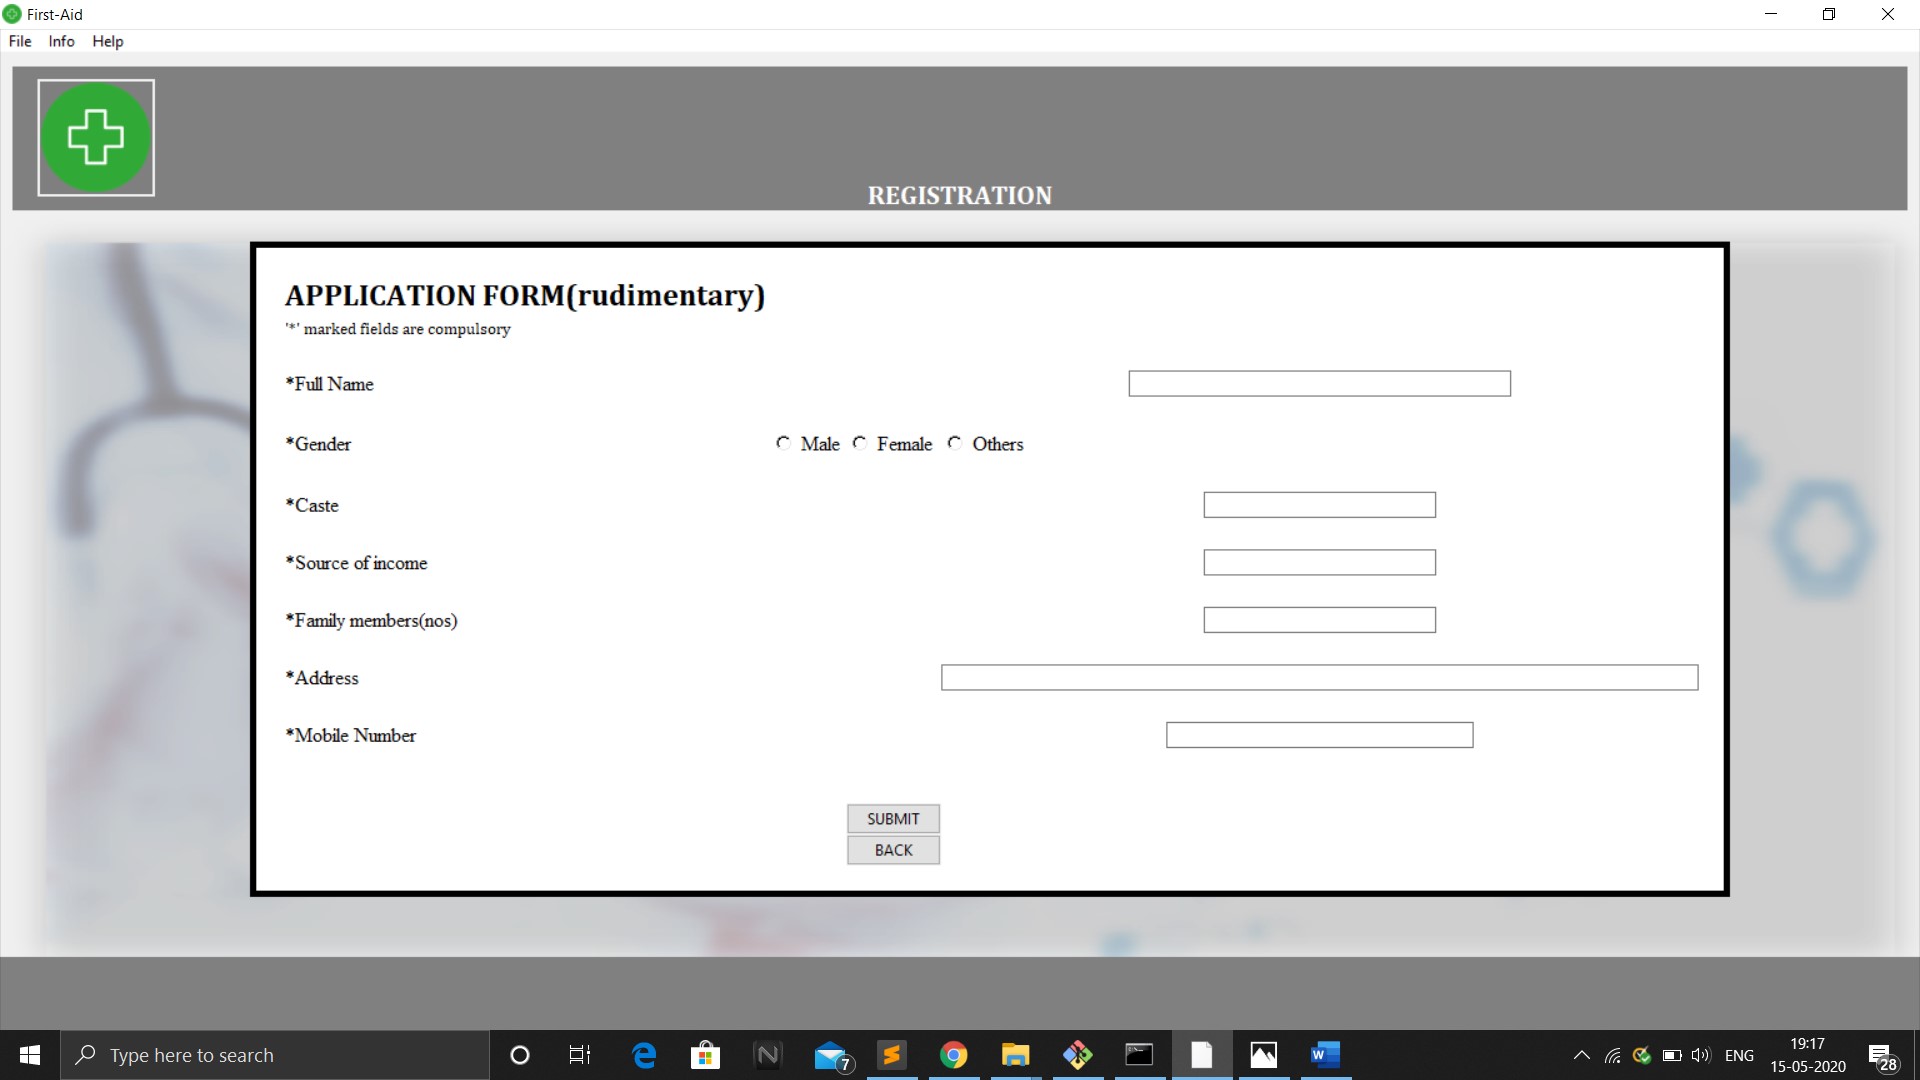 First-Aid
File Info Help
REGISTRATION
APPLICATION FORM(rudimentary)
'*' marked fields are compulsory
*Full Name
*Gender Male Female Others
*Caste
*Source of income
*Family members(nos)
*Address
*Mobile Number
SUBMIT
BACK
Type here to search
7
ENG
19:17
15-05-2020
28